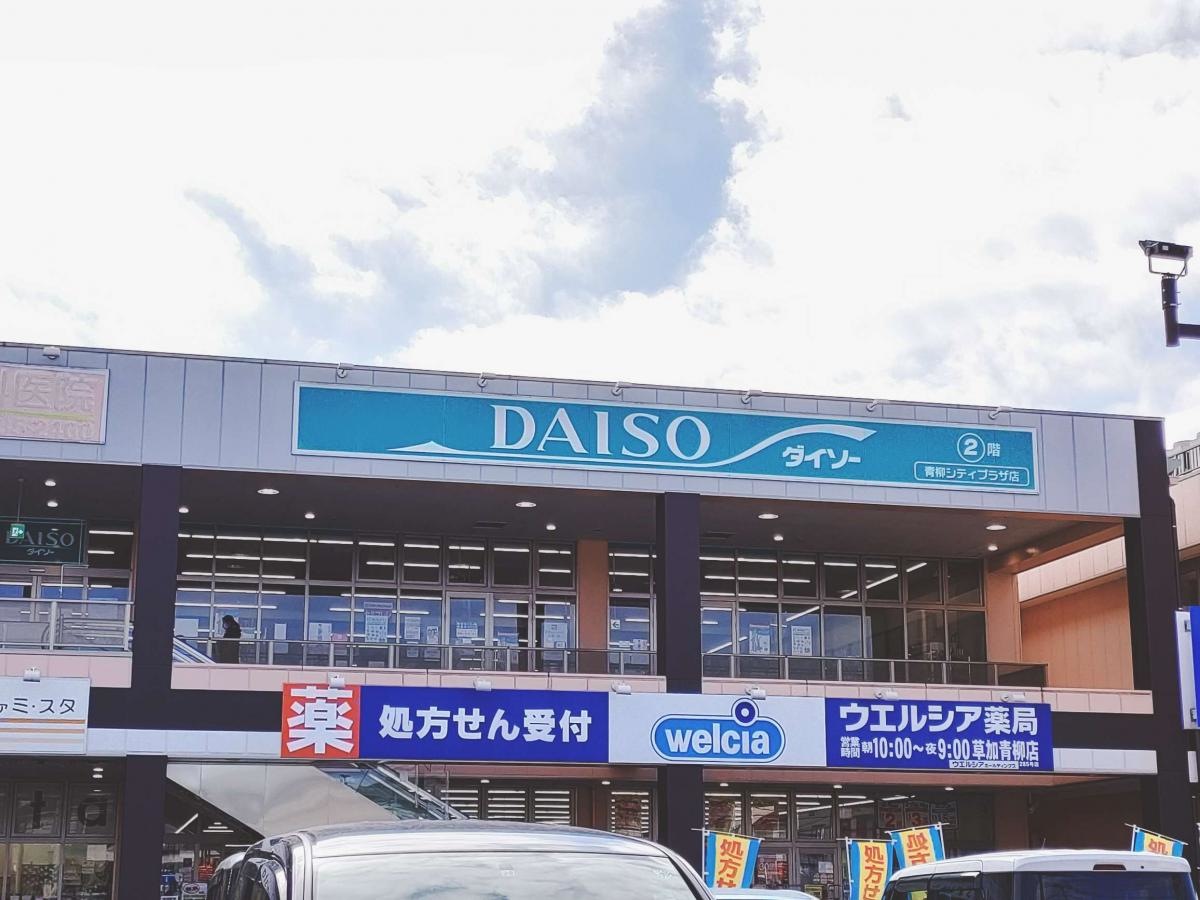 医院
DAISO
ダイソー
2階
青柳シティプラザ店
DAISO
ダイソー
ァミ・スタ
薬
処方せん受付
welcia
ウエルシア薬局
営業時間 朝10:00～夜9:00 草加青柳店
処方
処方せ
処方
処